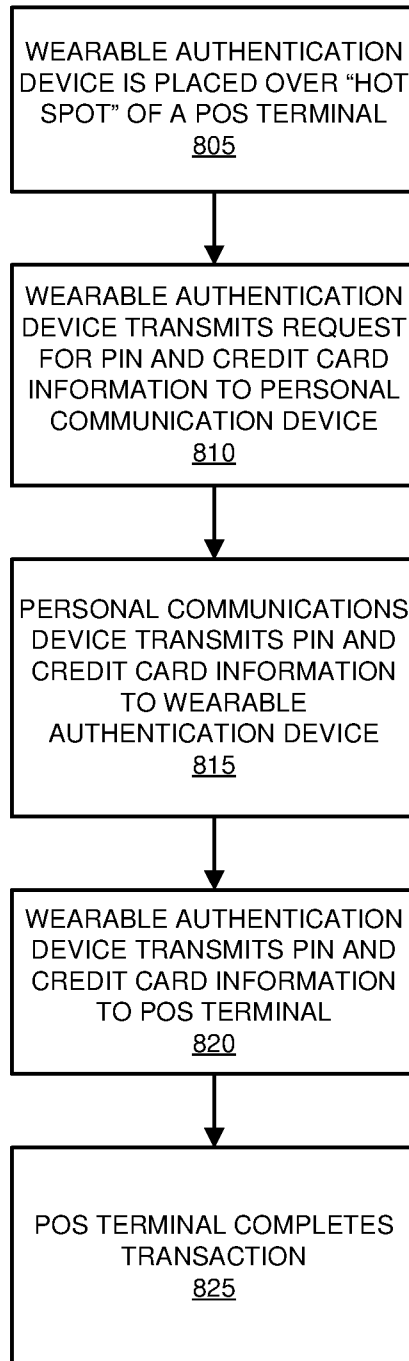 WEARABLE AUTHENTICATION
DEVICE IS PLACED OVER “HOT
SPOT” OF A POS TERMINAL
805
WEARABLE AUTHENTICATION
DEVICE TRANSMITS REQUEST
FOR PIN AND CREDIT CARD
INFORMATION TO PERSONAL
COMMUNICATION DEVICE
810
PERSONAL COMMUNICATIONS
DEVICE TRANSMITS PIN AND
CREDIT CARD INFORMATION
TO WEARABLE
AUTHENTICATION DEVICE
815
WEARABLE AUTHENTICATION
DEVICE TRANSMITS PIN AND
CREDIT CARD INFORMATION
TO POS TERMINAL
820
POS TERMINAL COMPLETES
TRANSACTION
825